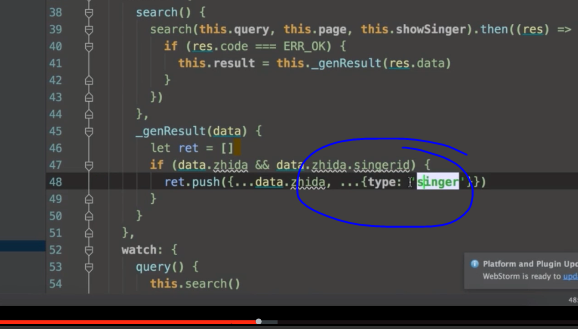 38 search() {
39 search(this.query, this.page, this.showSinger).then((res) =>
40 if (res.code === ERR_OK) {
41 this.result = this._genResult(res.data)
42 }
43 })
44 },
45 _genResult(data) {
46 let ret = []
47 if (data.zhida && data.zhida.singerid) {
48 ret.push({...data.zhida, ...{type: 'singer'}})
49 }
50 }
51 },
52 watch: {
53 query() {
54 this.search()
Platform and Plugin Upd
WebStorm is ready to upd
48